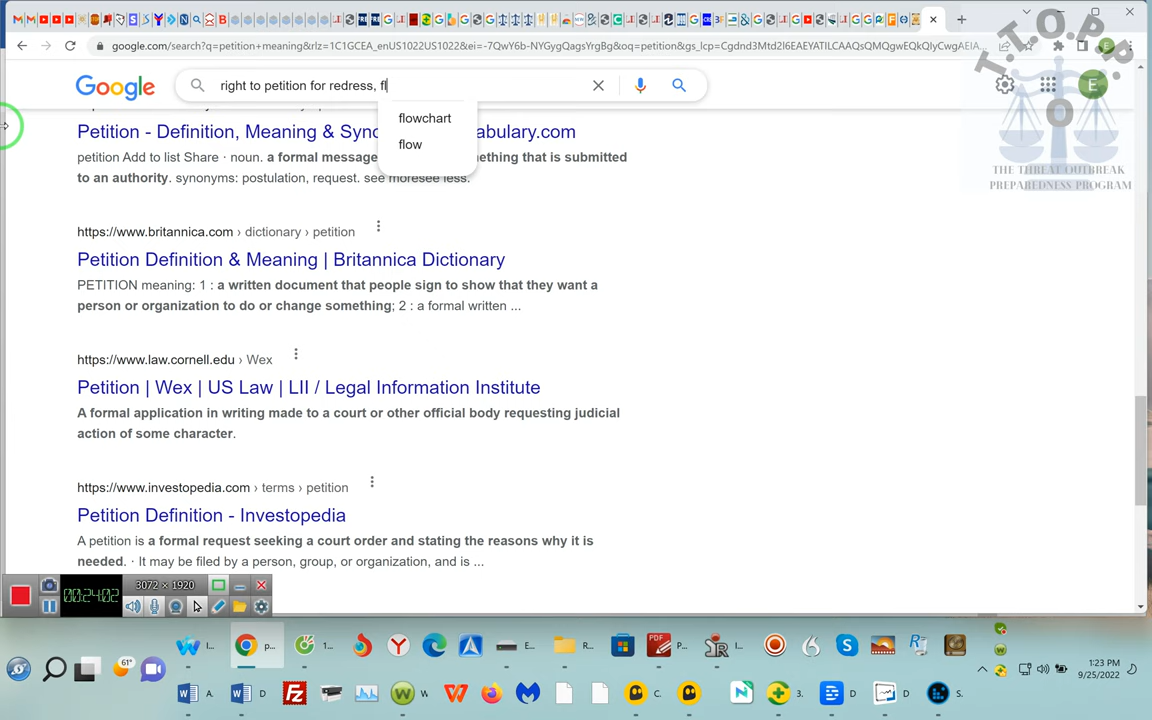 google.com/search?q=petition+meaning&rlz=1C1GCEA_enUS1022US1022&ei=-7QwY6b-NYGygQagsYrgBg&oq=petition&gs_lcp=Cgdnd3Mtd2l6EAEYATILCAAQsQMQgwEQkQIyCwgAEIA...
T.T.O.P.P.
Google
right to petition for redress, fl
E
E
flowchart
flow
Petition - Definition, Meaning & Syn
abulary.com
petition Add to list Share · noun. a formal message
mething that is submitted
to an authority. synonyms: postulation, request. see moresee less.
THE THREAT OUTBREAK
PREPAREDNESS PROGRAM
https://www.britannica.com › dictionary › petition
Petition Definition & Meaning | Britannica Dictionary
PETITION meaning: 1 : a written document that people sign to show that they want a
person or organization to do or change something; 2 : a formal written ...
https://www.law.cornell.edu › Wex
Petition | Wex | US Law | LII / Legal Information Institute
A formal application in writing made to a court or other official body requesting judicial
action of some character.
https://www.investopedia.com › terms › petition
Petition Definition - Investopedia
A petition is a formal request seeking a court order and stating the reasons why it is
needed. · It may be filed by a person, group, or organization, and is ...
3072 × 1920
00:24:02
I... p... 1... E... R... P... I...
61°
1:23 PM
9/25/2022
A. D W C. 3. D D S.